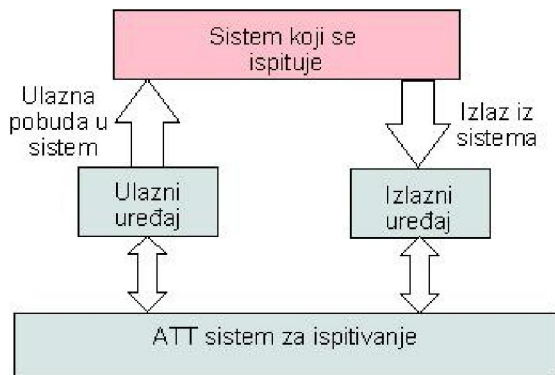 Sistem koji se
ispituje
Ulazna
pobuda u
sistem
Izlaz iz
sistema
Ulazni
uređaj
Izlazni
uređaj
ATT sistem za ispitivanje